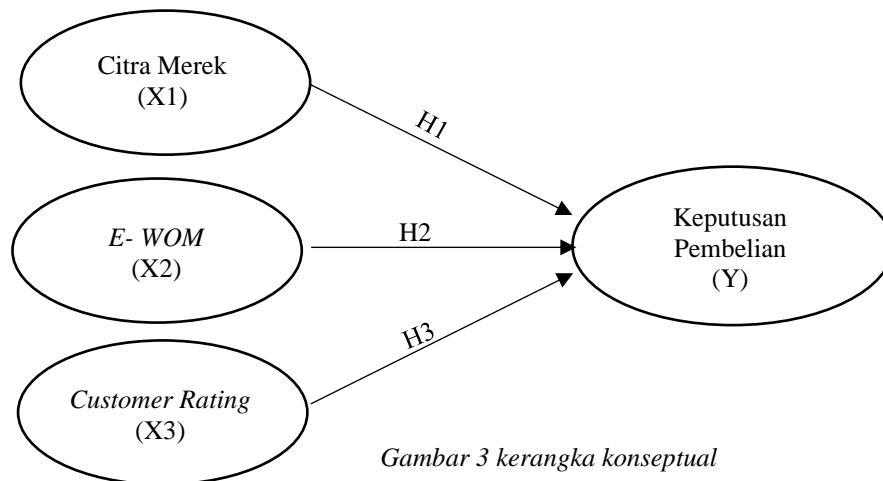 Citra Merek
(X1)
H1
E- WOM
(X2)
H2
Keputusan
Pembelian
(Y)
H3
Customer Rating
(X3)
Gambar 3 kerangka konseptual